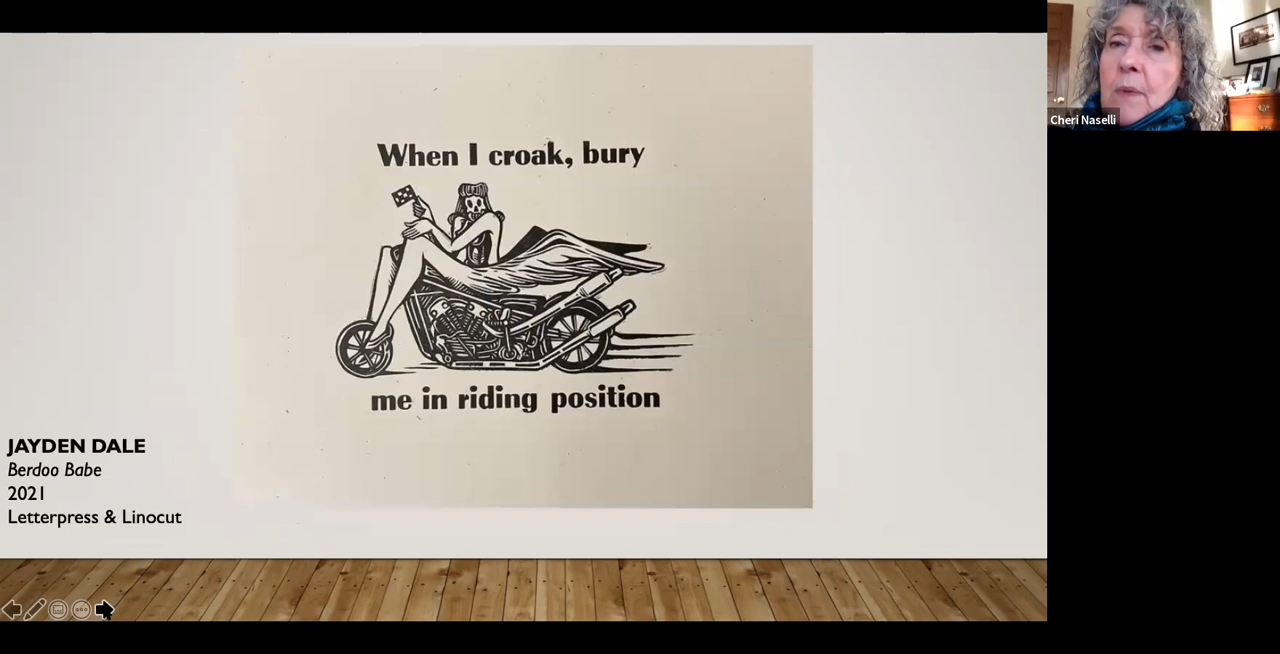 When I croak, bury
me in riding position
JAYDEN DALE
Berdoo Babe
2021
Letterpress & Linocut
Cheri Naselli